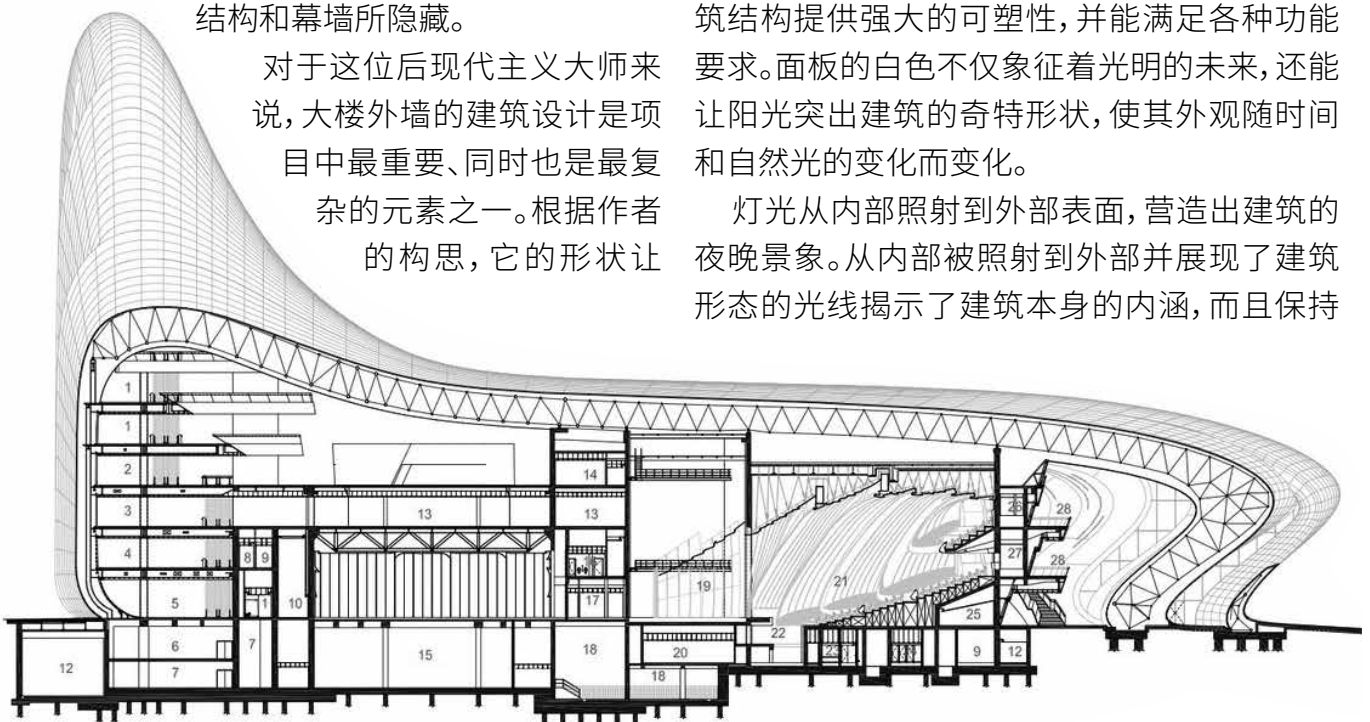 结构和幕墙所隐藏。
对于这位后现代主义大师来
说，大楼外墙的建筑设计是项
目中最重要、同时也是最复
杂的元素之一。根据作者
的构思，它的形状让
筑结构提供强大的可塑性，并能满足各种功能
要求。面板的白色不仅象征着光明的未来，还能
让阳光突出建筑的奇特形状，使其外观随时间
和自然光的变化而变化。
灯光从内部照射到外部表面，营造出建筑的
夜晚景象。从内部被照射到外部并展现了建筑
形态的光线揭示了建筑本身的内涵，而且保持
1
1
2
14
3
13
13
26
28
4
8
9
27
28
5
1
10
17
19
21
25
6
7
15
18
22
20
9
12
12
7
18